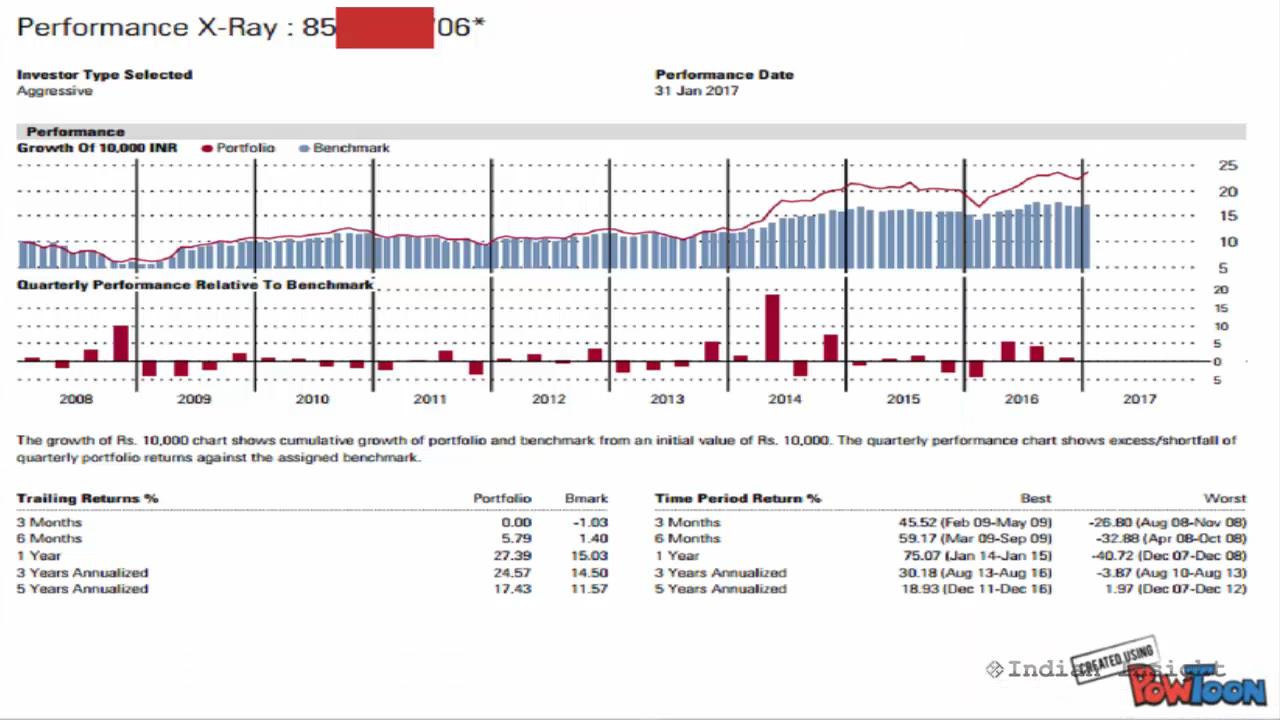 Performance X-Ray : 85 06*
Investor Type Selected
Performance Date
Aggressive
31 Jan 2017
Performance
Growth Of 10,000 INR Portfolio Benchmark
25
20
15
10
5
Quarterly Performance Relative To Benchmark
20
15
10
5
0
5
2008 2009 2010 2011 2012 2013 2014 2015 2016 2017
The growth of Rs. 10,000 chart shows cumulative growth of portfolio and benchmark from an initial value of Rs. 10,000. The quarterly performance chart shows excess/shortfall of
quarterly portfolio returns against the assigned benchmark.
Trailing Returns % Portfolio Bmark
3 Months 0.00 -1.03
6 Months 5.79 1.40
1 Year 27.39 15.03
3 Years Annualized 24.57 14.50
5 Years Annualized 17.43 11.57
Time Period Return % Best Worst
3 Months 45.52 (Feb 09-May 09) -26.80 (Aug 08-Nov 08)
6 Months 59.17 (Mar 09-Sep 09) -32.88 (Apr 08-Oct 08)
1 Year 75.07 (Jan 14-Jan 15) -40.72 (Dec 07-Dec 08)
3 Years Annualized 30.18 (Aug 13-Aug 16) -3.87 (Aug 10-Aug 13)
5 Years Annualized 18.93 (Dec 11-Dec 16) 1.97 (Dec 07-Dec 12)
Indian Insight
CREATED USING
POWTOON